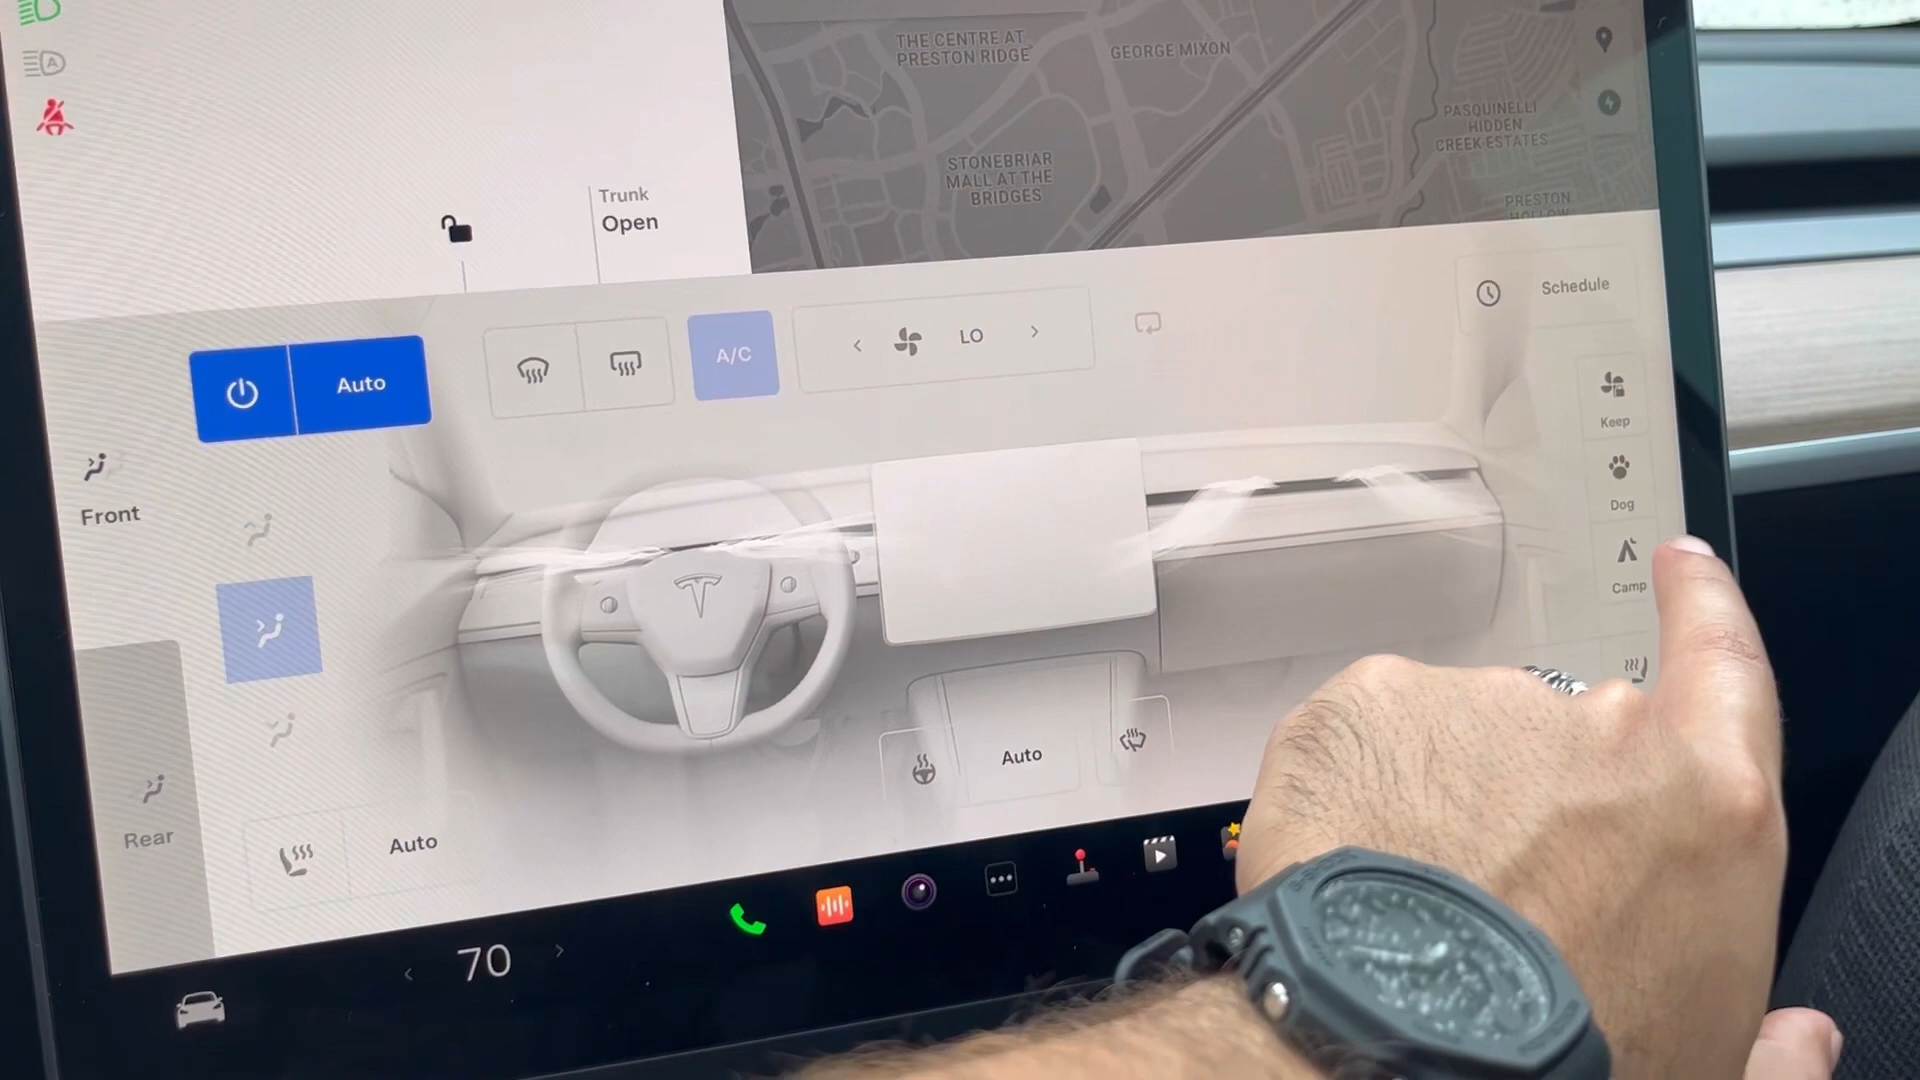 THE CENTRE AT
PRESTON RIDGE
GEORGE MIXON
PASQUINELLI
HIDDEN
CREEK ESTATES
STONEBRIAR
MALL AT THE
BRIDGES
PRESTON
HOLLOW
Trunk
Open
Schedule
Auto
A/C
LO
Keep
Front
Dog
Camp
Auto
Rear
Auto
70